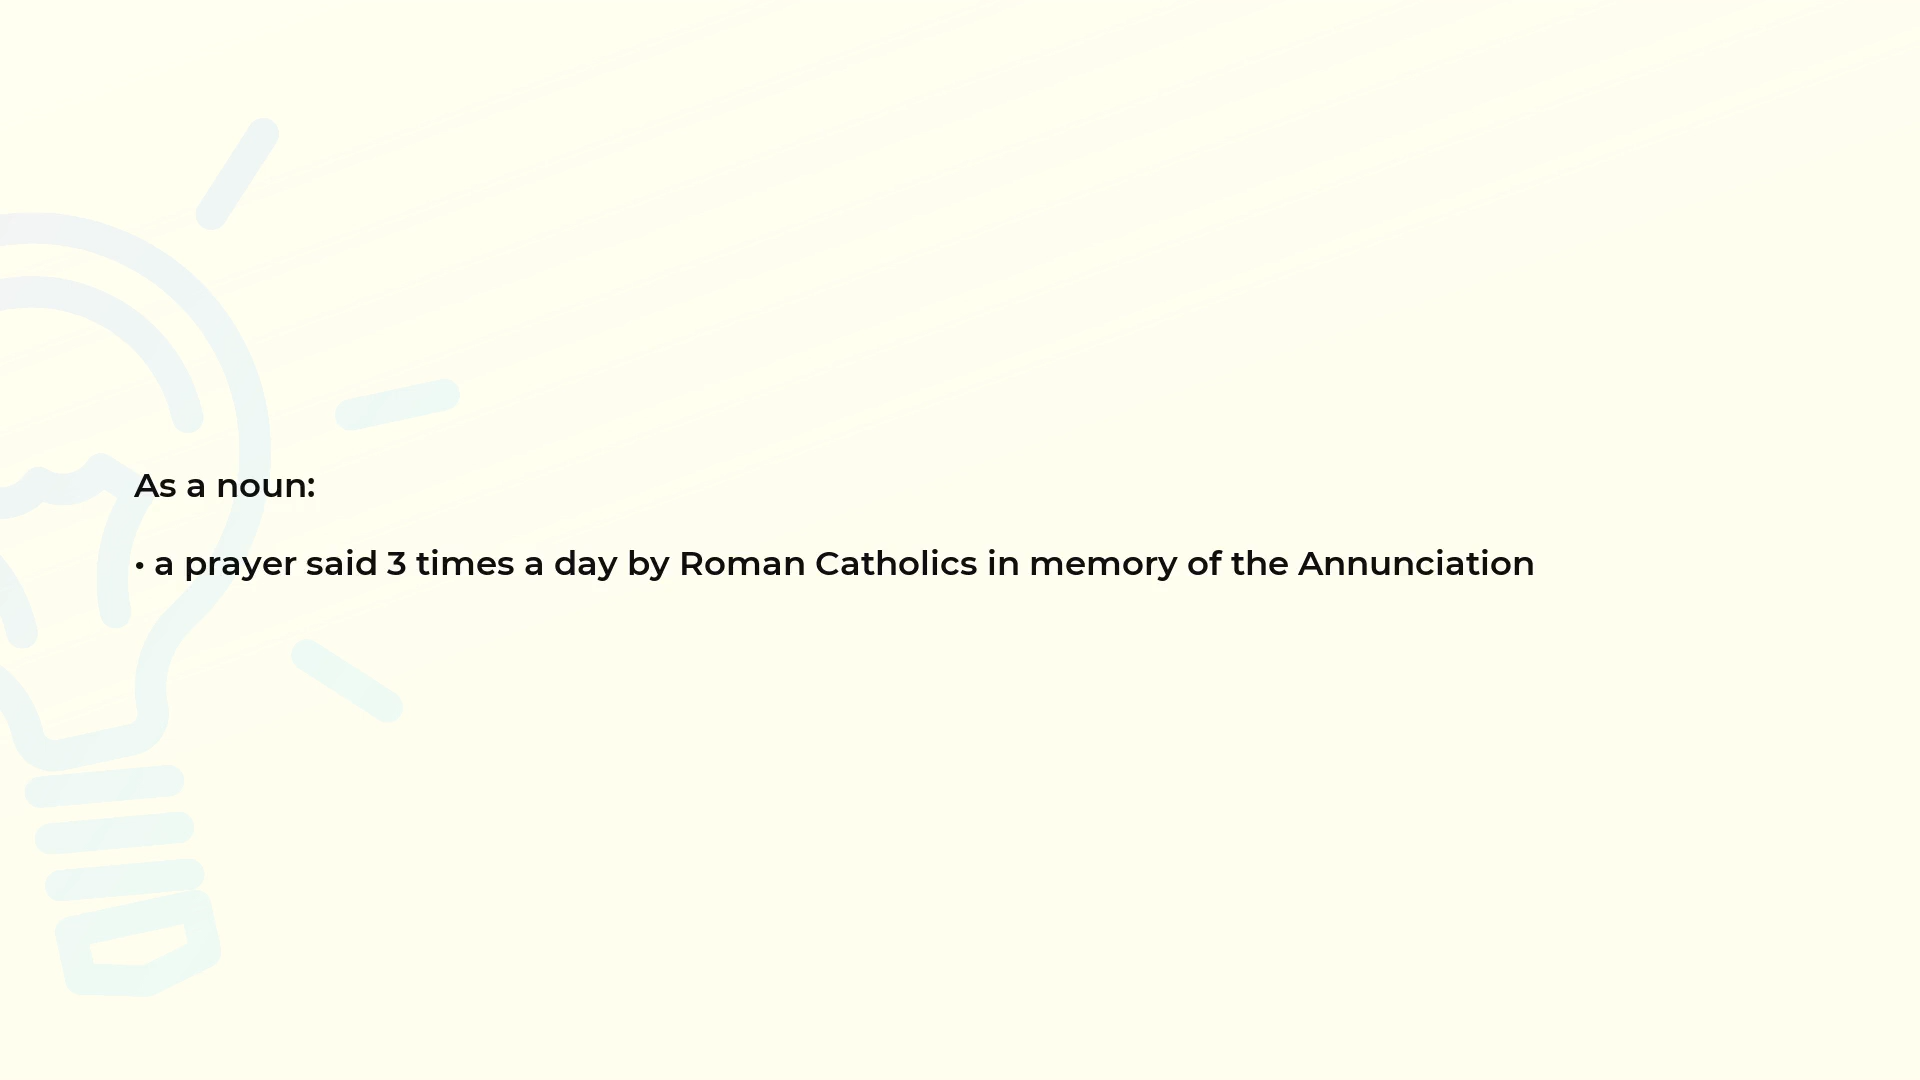 As a noun:
• a prayer said 3 times a day by Roman Catholics in memory of the Annunciation